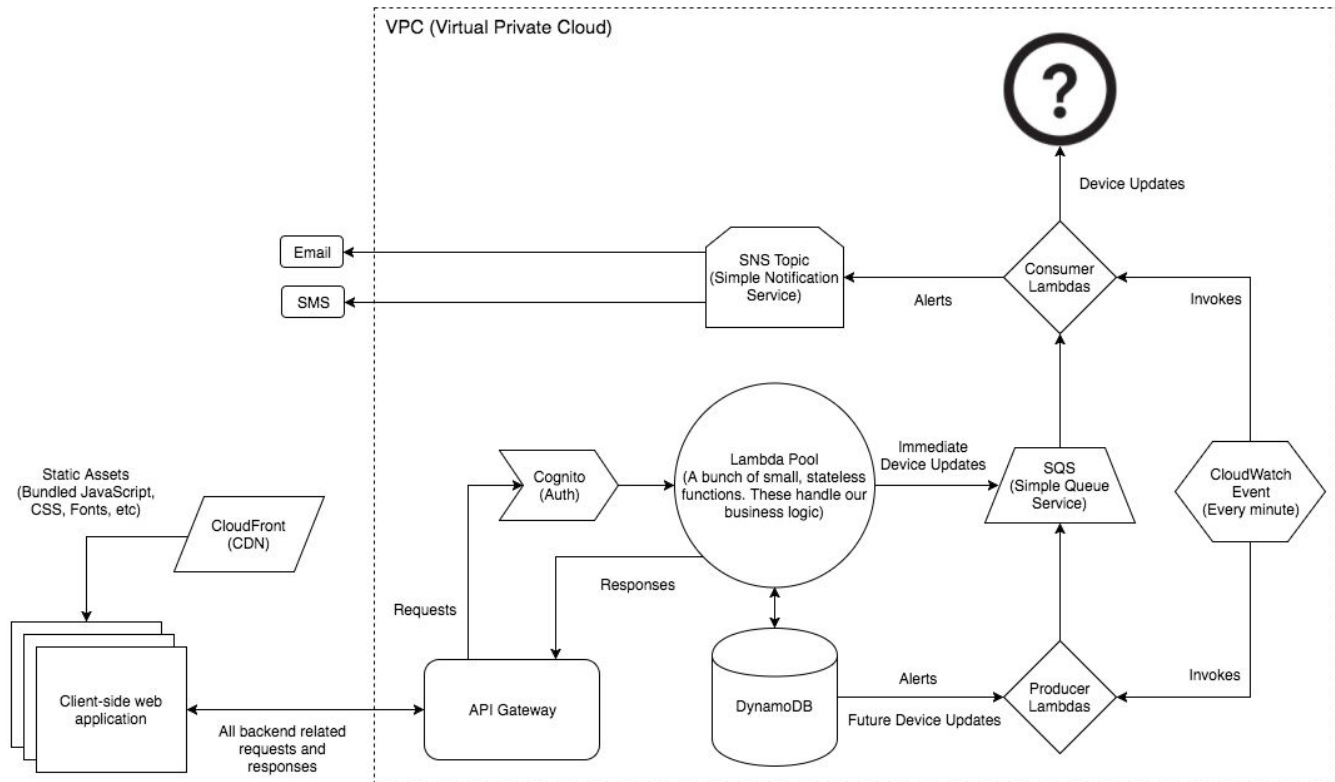 VPC (Virtual Private Cloud)
?
Device Updates
Email
SMS
SNS Topic
(Simple Notification
Service)
Alerts
Consumer
Lambdas
Invokes
Static Assets
(Bundled JavaScript,
CSS, Fonts, etc)
CloudFront
(CDN)
Cognito
(Auth)
Lambda Pool
(A bunch of small, stateless
functions. These handle our
business logic)
Immediate
Device Updates
SQS
(Simple Queue
Service)
CloudWatch
Event
(Every minute)
Requests
Responses
Client-side web
application
All backend related
requests and
responses
API Gateway
DynamoDB
Alerts
Future Device Updates
Producer
Lambdas
Invokes